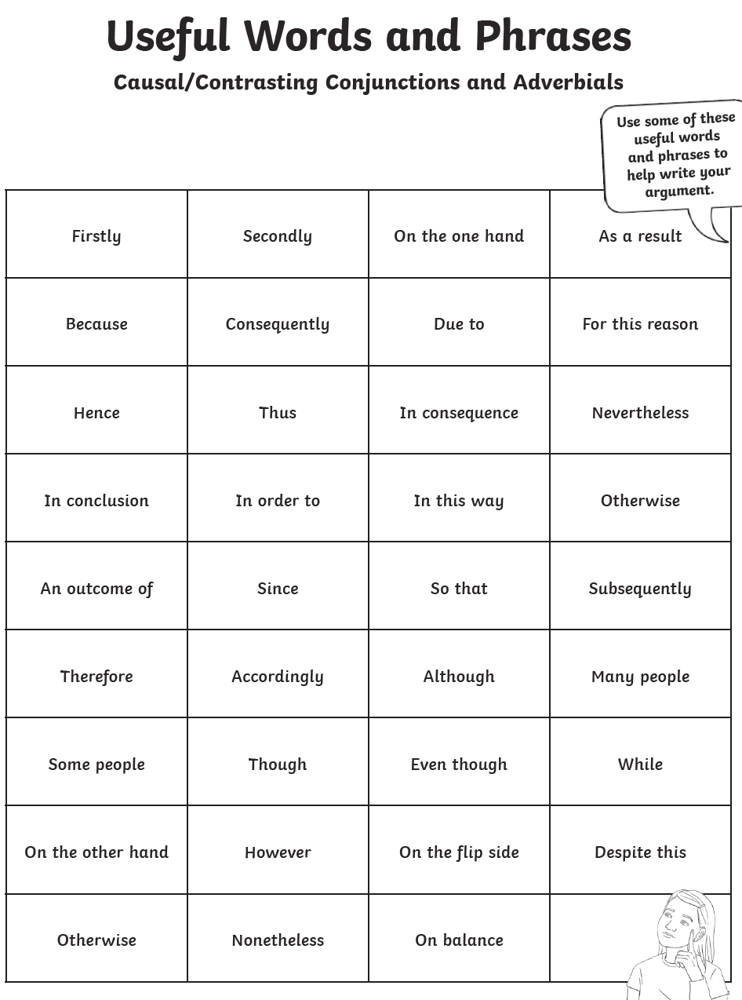 Useful Words and Phrases
Causal/Contrasting Conjunctions and Adverbials
Use some of these
useful words
and phrases to
help write your
argument.
Firstly
Secondly
On the one hand
As a result
Because
Consequently
Due to
For this reason
Hence
Thus
In consequence
Nevertheless
In conclusion
In order to
In this way
Otherwise
An outcome of
Since
So that
Subsequently
Therefore
Accordingly
Although
Many people
Some people
Though
Even though
While
On the other hand
However
On the flip side
Despite this
Otherwise
Nonetheless
On balance